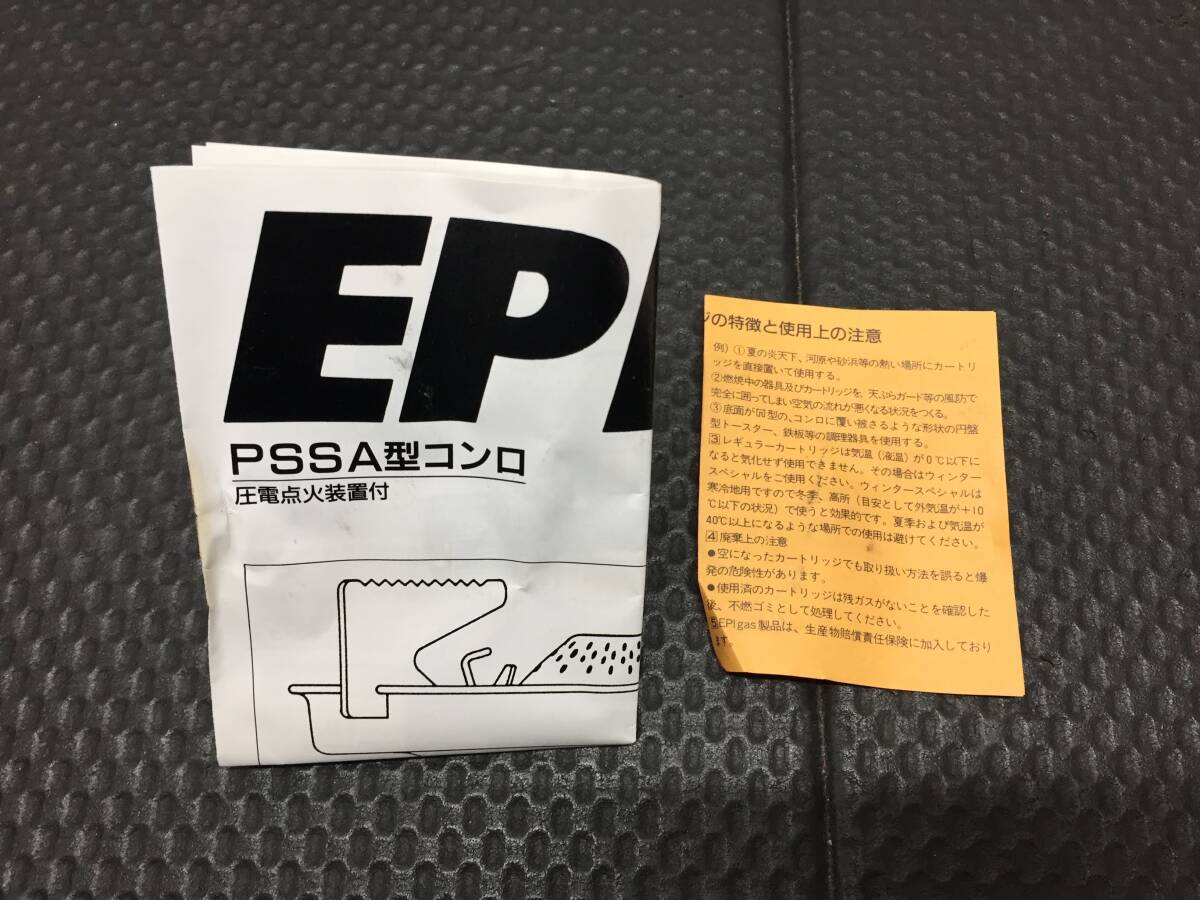 EPI
PSSA型コンロ
圧電点火装置付
ジの特徴と使用上の注意
例）①夏の炎天下、河原や砂浜等の熱い場所にカートリ
ッジを直接置いて使用する。
②燃焼中の器具及びカートリッジを、天ぷらガード等の風防で
完全に囲ってしまい空気の流れが悪くなる状況をつくる。
③底面が凹型の、コンロに覆い被さるような形状の円盤
型トースター、鉄板等の調理器具を使用する。
3レギュラーカートリッジは気温（液温）が0℃以下に
なると気化せず使用できません。その場合はウィンター
スペシャルをご使用ください。ウィンタースペシャルは
寒冷地用ですので冬季、高所（目安として外気温が+10
℃以下の状況）で使うと効果的です。夏季および気温が
40℃以上になるような場所での使用は避けてください。
4廃棄上の注意
●空になったカートリッジでも取り扱い方法を誤ると爆
発の危険性があります。
●使用済のカートリッジは残ガスがないことを確認した
後、不燃ゴミとして処理してください。
5EPIgas製品は、生産物賠償責任保険に加入しており
ます。